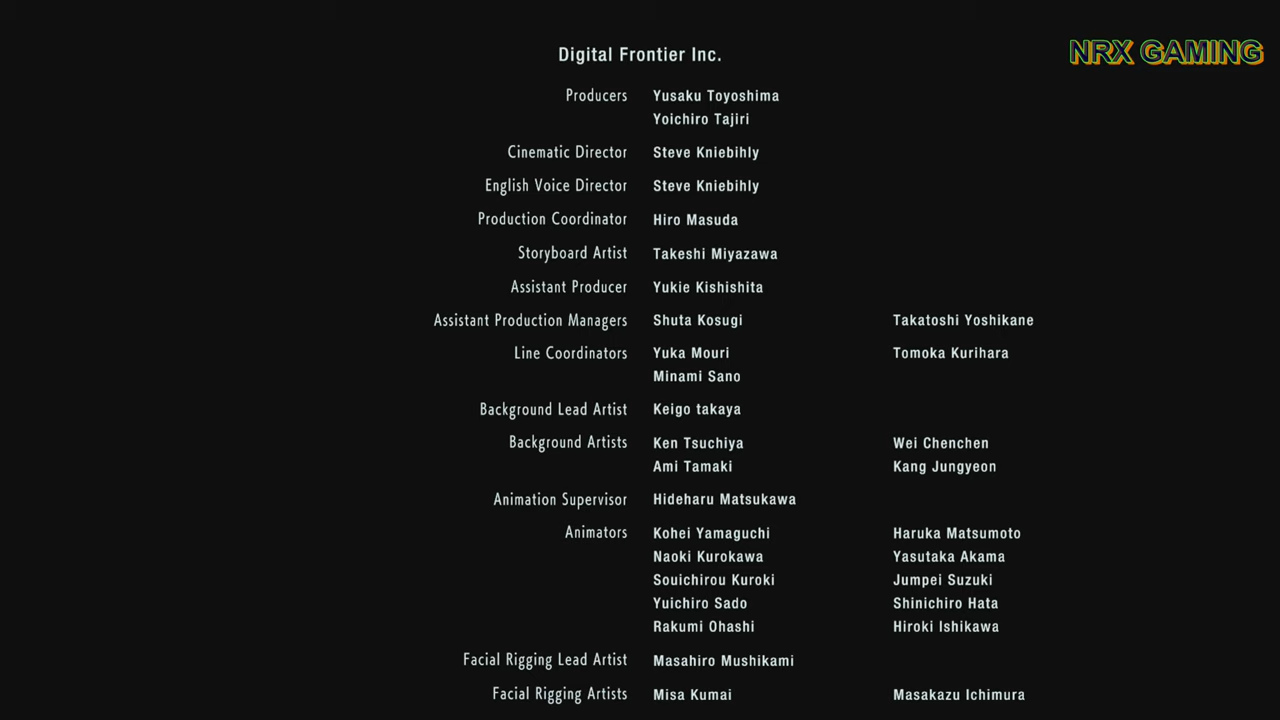 NRX GAMING
Digital Frontier Inc.
Producers Yusaku Toyoshima
Yoichiro Tajiri
Cinematic Director Steve Kniebihly
English Voice Director Steve Kniebihly
Production Coordinator Hiro Masuda
Storyboard Artist Takeshi Miyazawa
Assistant Producer Yukie Kishishita
Assistant Production Managers Shuta Kosugi Takatoshi Yoshikane
Line Coordinators Yuka Mouri Tomoka Kurihara
Minami Sano
Background Lead Artist Keigo takaya
Background Artists Ken Tsuchiya Wei Chenchen
Ami Tamaki Kang Jungyeon
Animation Supervisor Hideharu Matsukawa
Animators Kohei Yamaguchi Haruka Matsumoto
Naoki Kurokawa Yasutaka Akama
Souichirou Kuroki Jumpei Suzuki
Yuichiro Sado Shinichiro Hata
Rakumi Ohashi Hiroki Ishikawa
Facial Rigging Lead Artist Masahiro Mushikami
Facial Rigging Artists Misa Kumai Masakazu Ichimura